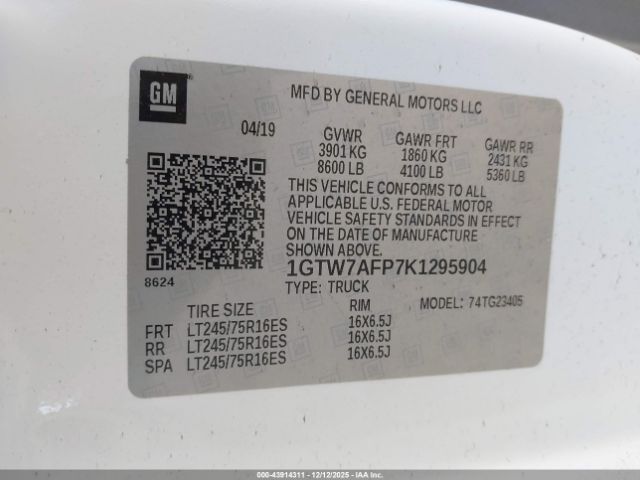 GM
MFD BY GENERAL MOTORS LLC
04/19
GVWR GAWR FRT GAWR RR
3901 KG 1860 KG 2431 KG
8600 LB 4100 LB 5360 LB
THIS VEHICLE CONFORMS TO ALL
APPLICABLE U.S. FEDERAL MOTOR
VEHICLE SAFETY STANDARDS IN EFFECT
ON THE DATE OF MANUFACTURE
SHOWN ABOVE.
8624
1GTW7AFP7K1295904
TYPE: TRUCK
TIRE SIZE RIM MODEL: 74TG23405
FRT LT245/75R16ES 16X6.5J
RR LT245/75R16ES 16X6.5J
SPA LT245/75R16ES 16X6.5J
000-43914311 - 12/12/2025 - IAAI.COM